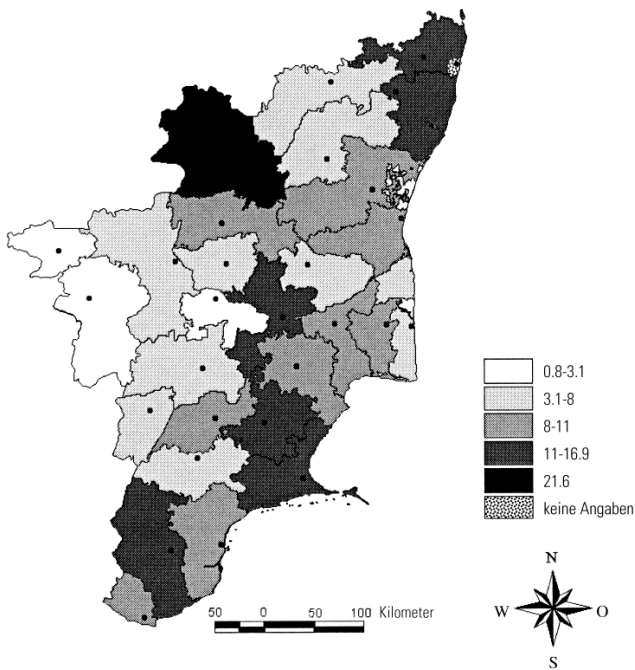 0.8-3.1
3.1-8
8-11
11-16.9
21.6
keine Angaben
N
W O
S
50 0 50 100 Kilometer